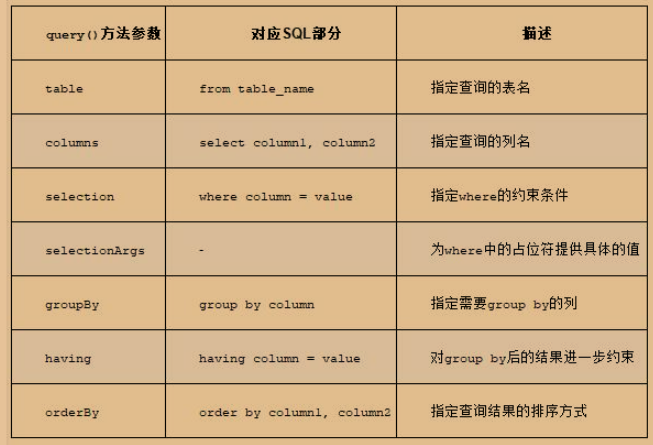 query()方法参数 对应SQL部分 描述
table from table_name 指定查询的表名
columns select column1, column2 指定查询的列名
selection where column = value 指定where的约束条件
selectionArgs - 为where中的占位符提供具体的值
groupBy group by column 指定需要group by的列
having having column = value 对group by后的结果进一步约束
orderBy order by column1, column2 指定查询结果的排序方式